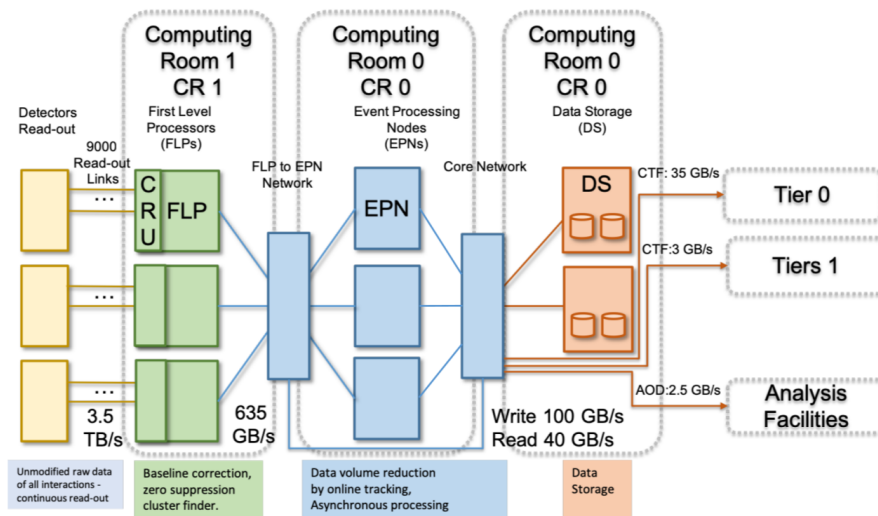 Computing
Room 1
CR 1
Computing
Room 0
CR 0
Computing
Room 0
CR 0
Detectors
Read-out
First Level
Processors
(FLPs)
Event Processing
Nodes
(EPNs)
Data Storage
(DS)
9000
Read-out
Links
FLP to EPN
Network
Core Network
...
C
R
U
FLP
EPN
DS
CTF: 35 GB/s
Tier 0
CTF:3 GB/s
Tiers 1
...
...
AOD:2.5 GB/s
Analysis
Facilities
3.5
TB/s
635
GB/s
Write 100 GB/s
Read 40 GB/s
Unmodified raw data
of all interactions -
continuous read-out
Baseline correction,
zero suppression
cluster finder.
Data volume reduction
by online tracking,
Asynchronous processing
Data
Storage